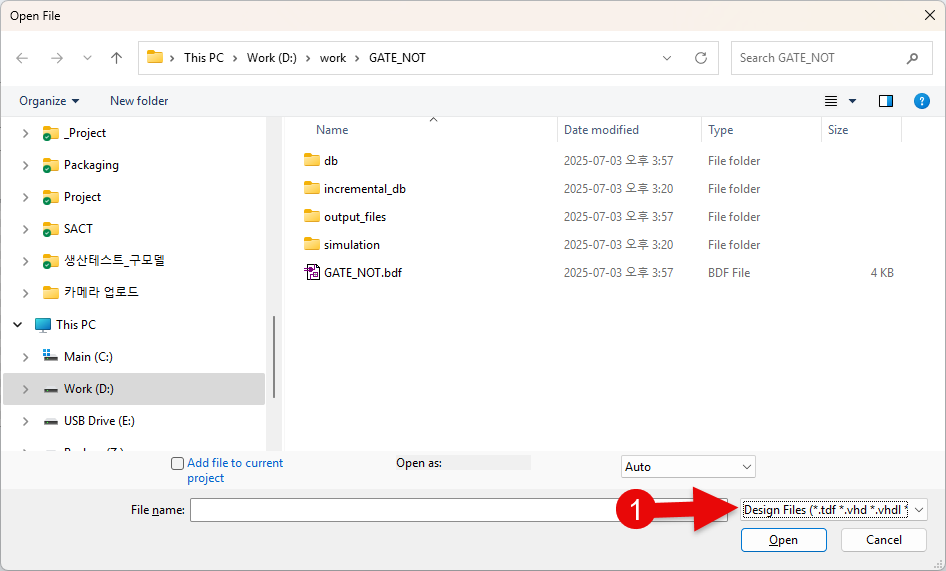 Open File
This PC > Work (D:) > work > GATE_NOT
Search GATE_NOT
Organize New folder
_Project
Packaging
Project
SACT
생산테스트_구모델
카메라 업로드
This PC
Main (C:)
Work (D:)
USB Drive (E:)
Name Date modified Type Size
db 2025-07-03 오후 3:57 File folder
incremental_db 2025-07-03 오후 3:20 File folder
output_files 2025-07-03 오후 3:57 File folder
simulation 2025-07-03 오후 3:20 File folder
GATE_NOT.bdf 2025-07-03 오후 3:57 BDF File 4 KB
Add file to current
project
Open as:
Auto
File name:
1
Design Files (*.tdf *.vhd *.vhdl *
Open Cancel